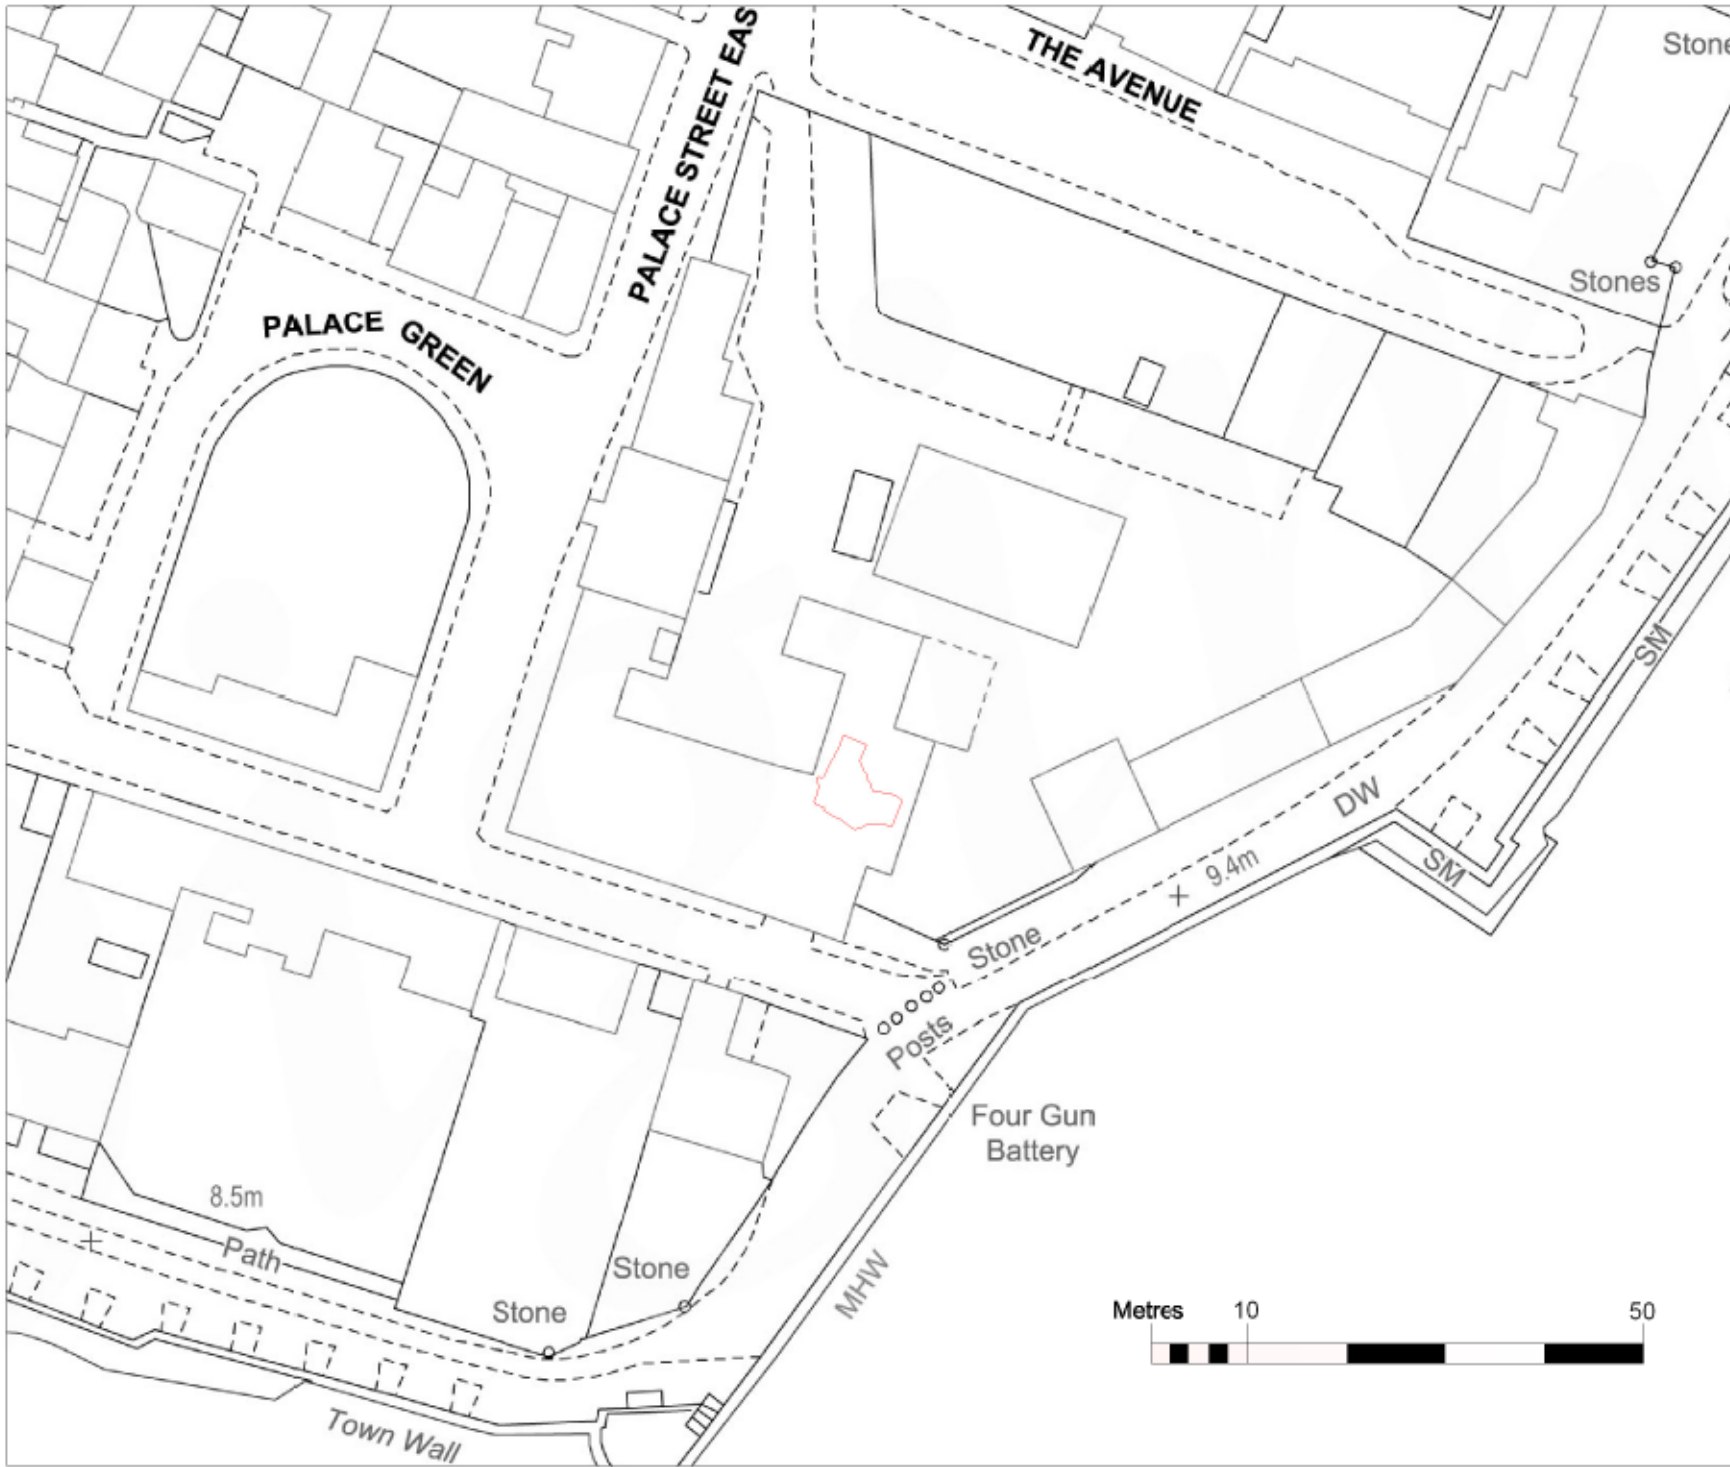 Stone
THE AVENUE
PALACE STREET EAS
Stones
PALACE GREEN
SM
DW
SM
9.4m
Stone
Posts
Four Gun
Battery
8.5m
Path
Stone
MHW
Stone
Metres 10 50
Town Wall